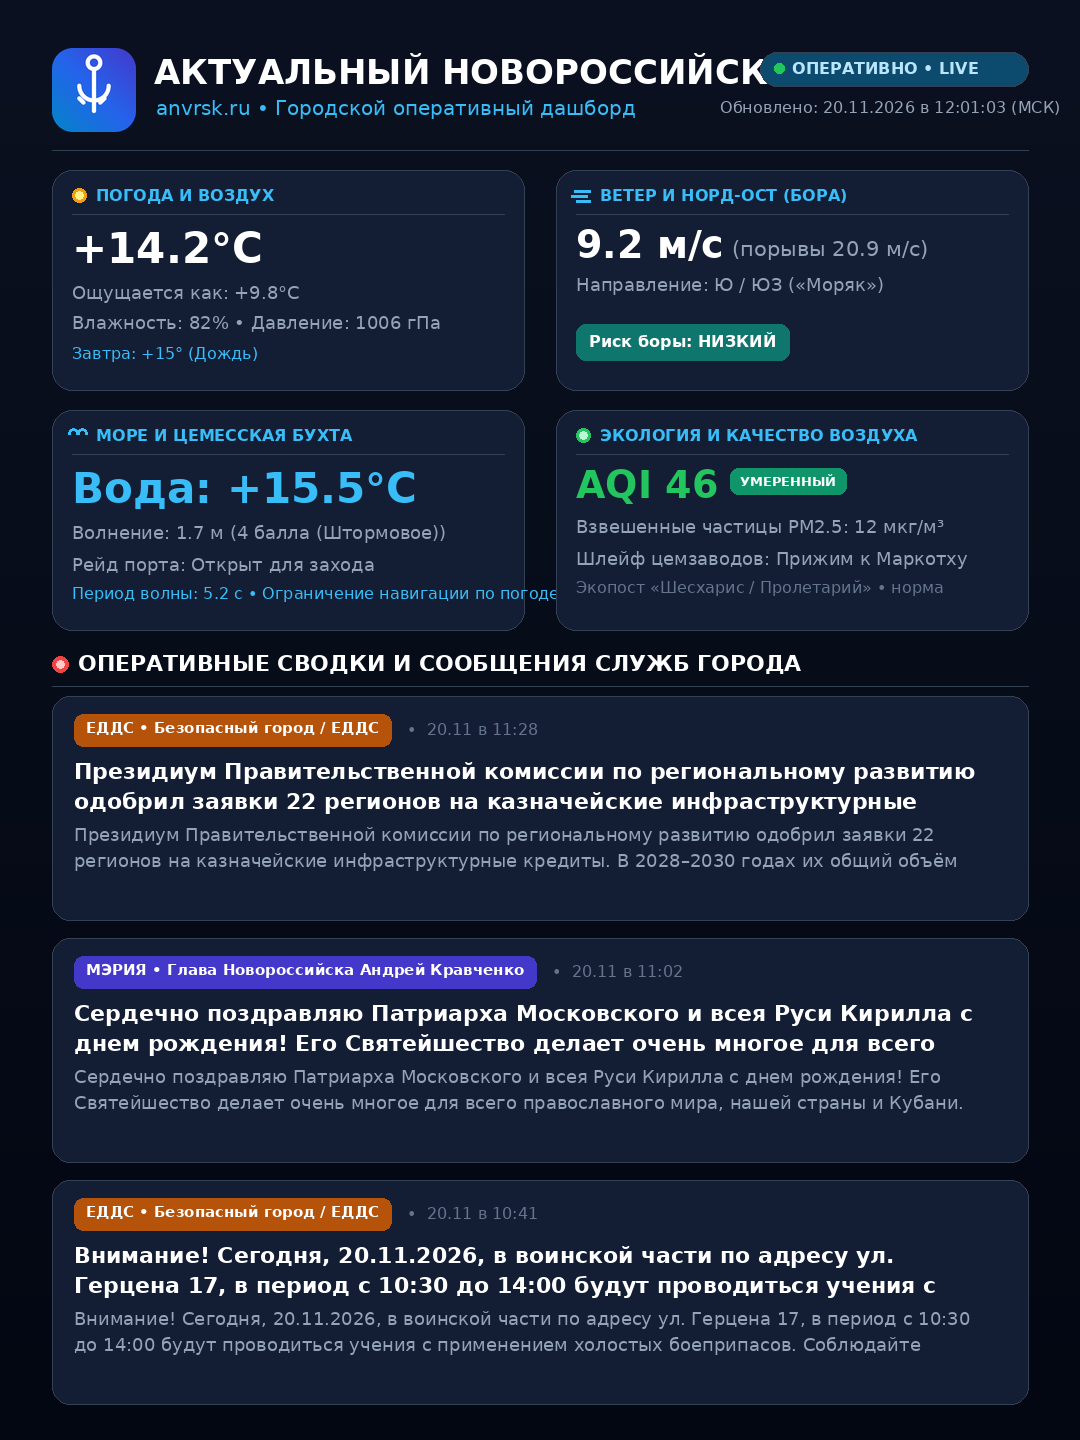 АКТУАЛЬНЫЙ НОВОРОССИЙСК
ОПЕРАТИВНО • LIVE
anvrsk.ru • Городской оперативный дашборд
Обновлено: 20.11.2026 в 12:01:03 (МСК)
ПОГОДА И ВОЗДУХ
+14.2°C
Ощущается как: +9.8°C
Влажность: 82% • Давление: 1006 гПа
Завтра: +15° (Дождь)
ВЕТЕР И НОРД-ОСТ (БОРА)
9.2 м/с (порывы 20.9 м/с)
Направление: Ю / ЮЗ («Моряк»)
Риск боры: НИЗКИЙ
МОРЕ И ЦЕМЕССКАЯ БУХТА
Вода: +15.5°C
Волнение: 1.7 м (4 балла (Штормовое))
Рейд порта: Открыт для захода
Период волны: 5.2 с • Ограничение навигации по погоде
ЭКОЛОГИЯ И КАЧЕСТВО ВОЗДУХА
AQI 46 УМЕРЕННЫЙ
Взвешенные частицы PM2.5: 12 мкг/м³
Шлейф цемзаводов: Прижим к Маркотху
Экопост «Шесхарис / Пролетарий» • норма
ОПЕРАТИВНЫЕ СВОДКИ И СООБЩЕНИЯ СЛУЖБ ГОРОДА
ЕДДС • Безопасный город / ЕДДС • 20.11 в 11:28
Президиум Правительственной комиссии по региональному развитию
одобрил заявки 22 регионов на казначейские инфраструктурные
Президиум Правительственной комиссии по региональному развитию одобрил заявки 22
регионов на казначейские инфраструктурные кредиты. В 2028–2030 годах их общий объём
МЭРИЯ • Глава Новороссийска Андрей Кравченко • 20.11 в 11:02
Сердечно поздравляю Патриарха Московского и всея Руси Кирилла с
днем рождения! Его Святейшество делает очень многое для всего
Сердечно поздравляю Патриарха Московского и всея Руси Кирилла с днем рождения! Его
Святейшество делает очень многое для всего православного мира, нашей страны и Кубани.
ЕДДС • Безопасный город / ЕДДС • 20.11 в 10:41
Внимание! Сегодня, 20.11.2026, в воинской части по адресу ул.
Герцена 17, в период с 10:30 до 14:00 будут проводиться учения с
Внимание! Сегодня, 20.11.2026, в воинской части по адресу ул. Герцена 17, в период с 10:30
до 14:00 будут проводиться учения с применением холостых боеприпасов. Соблюдайте